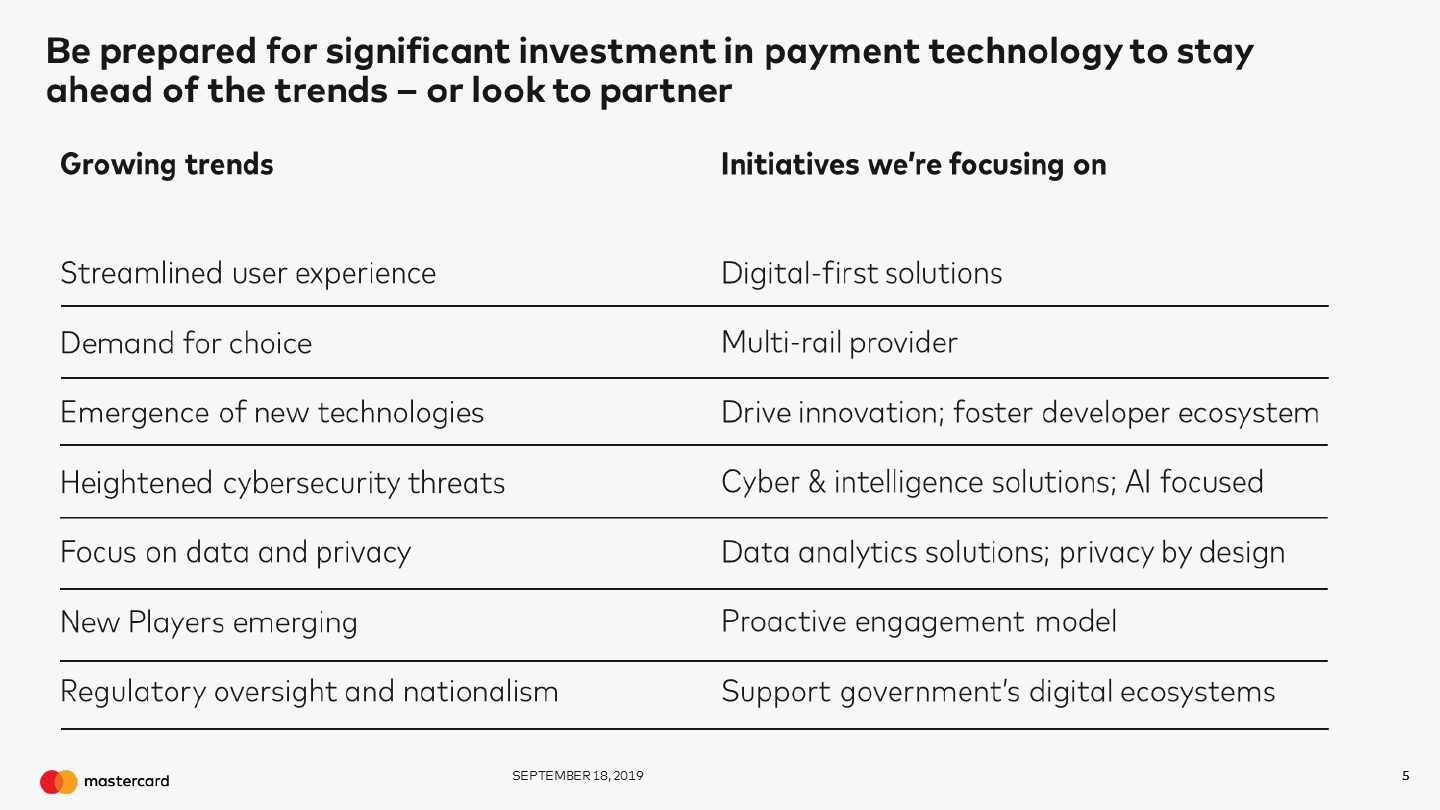 Be prepared for significant investment in payment technology to stay
ahead of the trends – or look to partner
Growing trends
Initiatives we’re focusing on
Streamlined user experience
Digital-first solutions
Demand for choice
Multi-rail provider
Emergence of new technologies
Drive innovation; foster developer ecosystem
Heightened cybersecurity threats
Cyber & intelligence solutions; AI focused
Focus on data and privacy
Data analytics solutions; privacy by design
New Players emerging
Proactive engagement model
Regulatory oversight and nationalism
Support government’s digital ecosystems
mastercard
SEPTEMBER 18, 2019
5